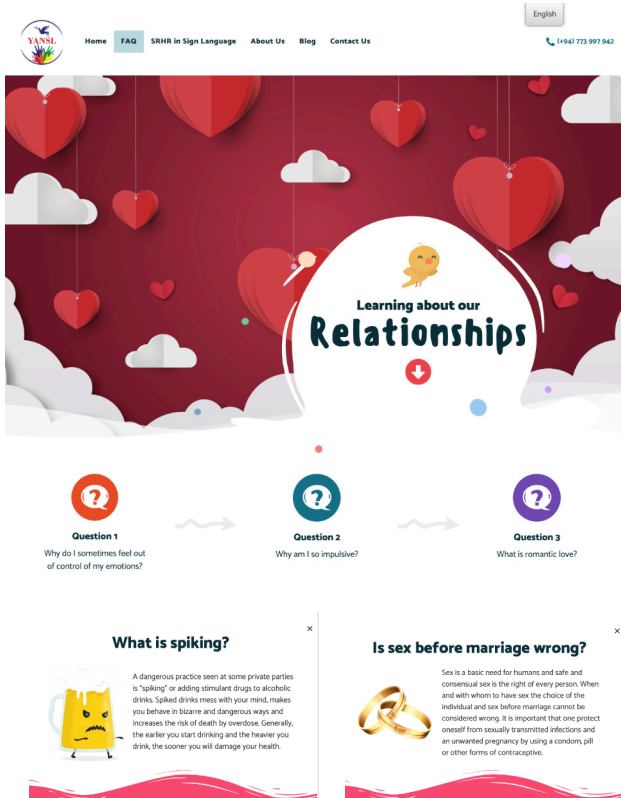 English
YANSL
Home FAQ SRHR in Sign Language About Us Blog Contact Us (+94) 773 997 942
Learning about our
Relationships
?
Question 1
Why do I sometimes feel out
of control of my emotions?
?
Question 2
Why am I so impulsive?
?
Question 3
What is romantic love?
What is spiking?
A dangerous practice seen at some private parties
is "spiking" or adding stimulant drugs to alcoholic
drinks. Spiked drinks mess with your mind, makes
you behave in bizarre and dangerous ways and
increases the risk of death by overdose. Generally,
the earlier you start drinking and the heavier you
drink, the sooner you will damage your health.
Is sex before marriage wrong?
Sex is a basic need for humans and safe and
consensual sex is the right of every person. When
and with whom to have sex the choice of the
individual and sex before marriage cannot be
considered wrong. It is important that one protect
oneself from sexually transmitted infections and
an unwanted pregnancy by using a condom, pill
or other forms of contraceptive.